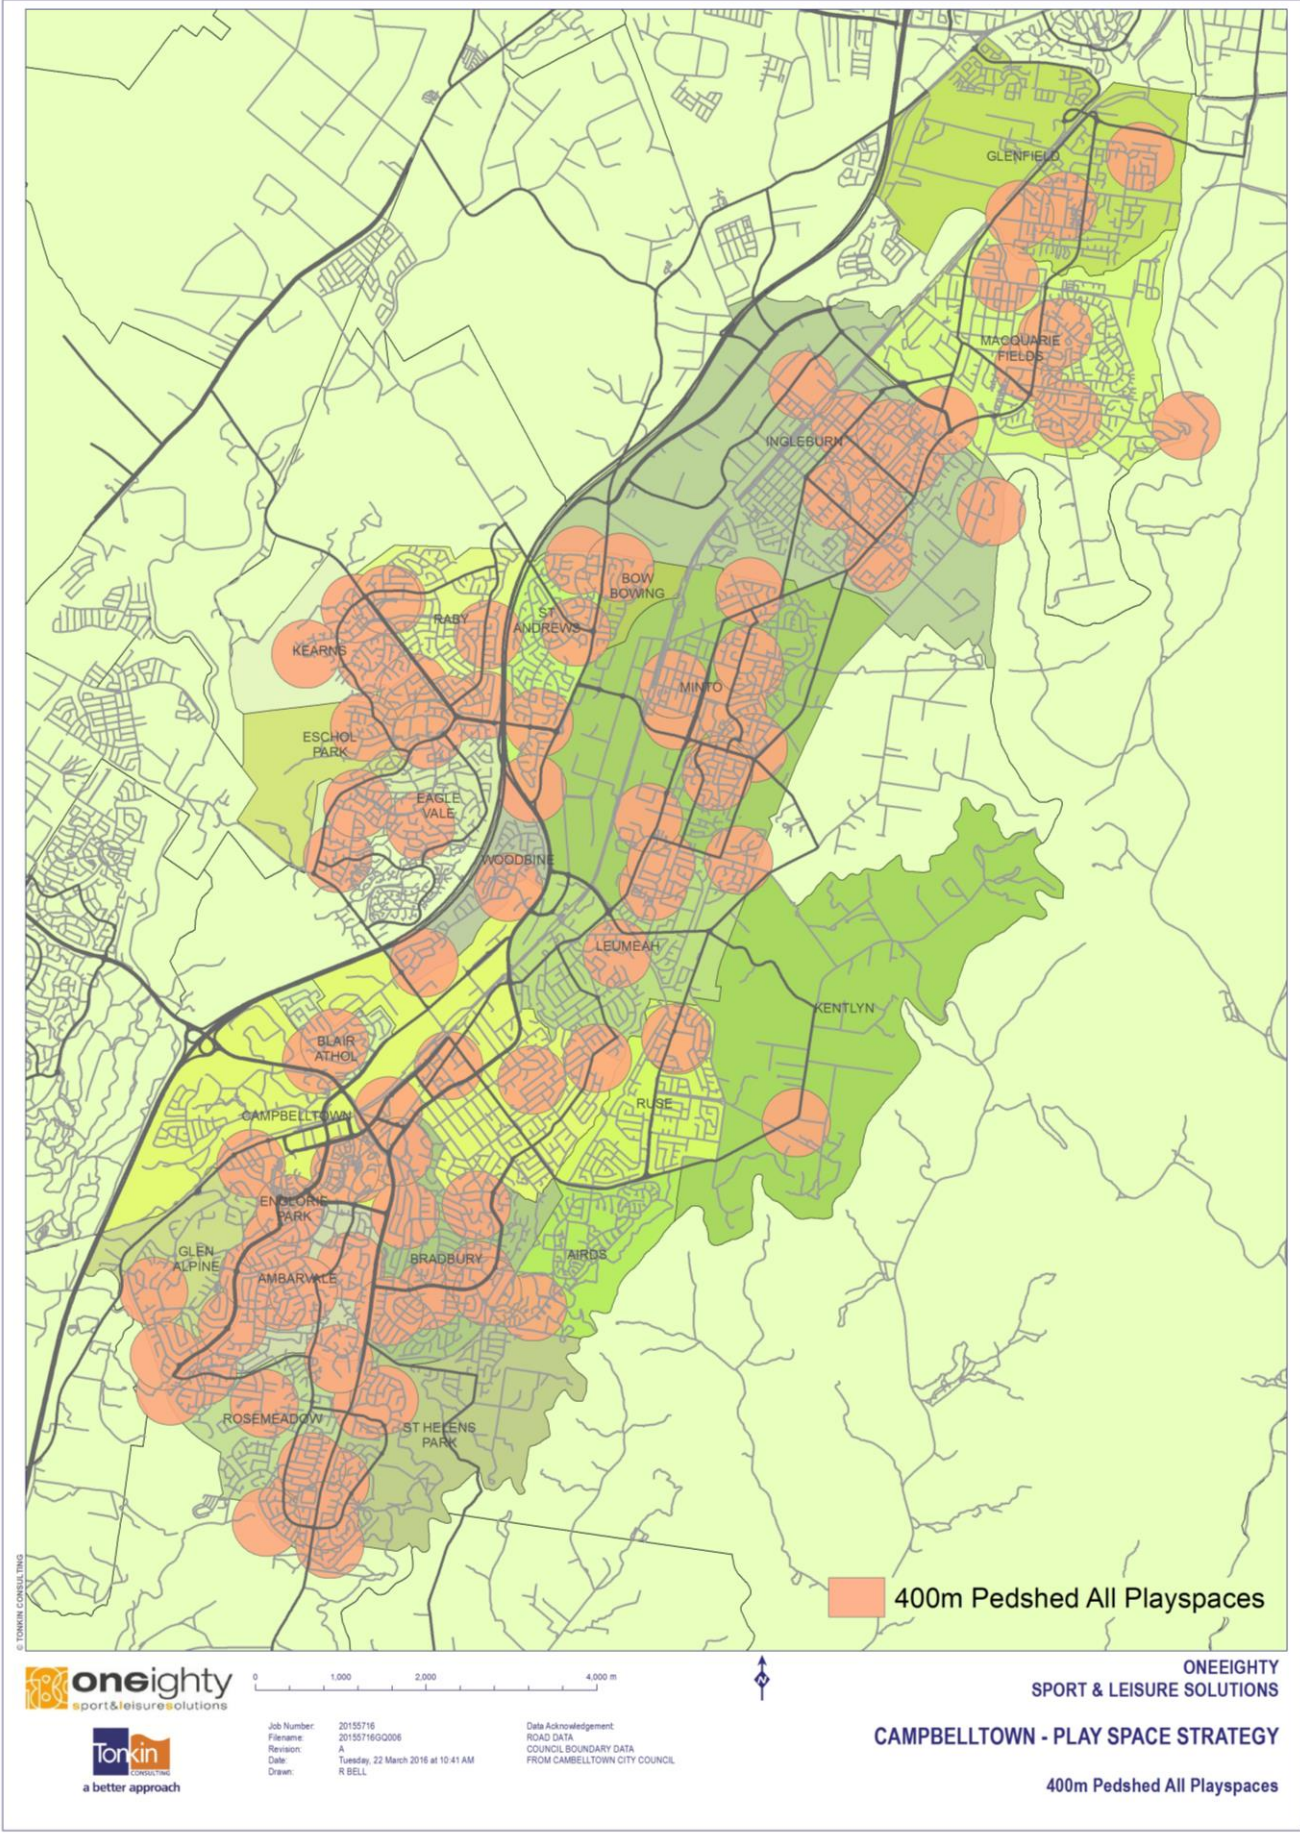 GLENFIELD
MACQUARIE
FIELDS
INGLEBURN
BOW
BOWING
RABY
ST
ANDREWS
KEARNS
MINTO
ESCHOL
PARK
EAGLE
VALE
WOODBINE
LEUMEAH
KENTLYN
BLAIR
ATHOL
RUSE
CAMPBELLTOWN
ENGLORIE
PARK
GLEN
ALPINE
BRADBURY
AIRDS
AMBARVALE
ROSEMEADOW
ST HELENS
PARK
© TONKIN CONSULTING
400m Pedshed All Playspaces
oneighty
sport&leisuresolutions
Tonkin
CONSULTING
a better approach
0 1,000 2,000 4,000 m
N
Job Number: 20155716
Filename: 20155716GQ006
Revision: A
Date: Tuesday, 22 March 2016 at 10:41 AM
Drawn: R BELL
Data Acknowledgement:
ROAD DATA
COUNCIL BOUNDARY DATA
FROM CAMBELLTOWN CITY COUNCIL
ONEEIGHTY
SPORT & LEISURE SOLUTIONS
CAMPBELLTOWN - PLAY SPACE STRATEGY
400m Pedshed All Playspaces